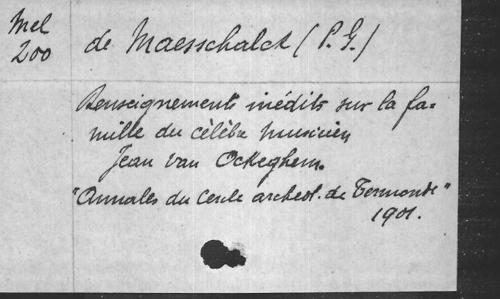 Mel
200
de Maesschalck (P. G.)
Renseignements inédits sur la fa-
mille du célèbre musicien
Jean van Ockeghem.
"Annales du Cercle archéol. de Termonde"
1901.